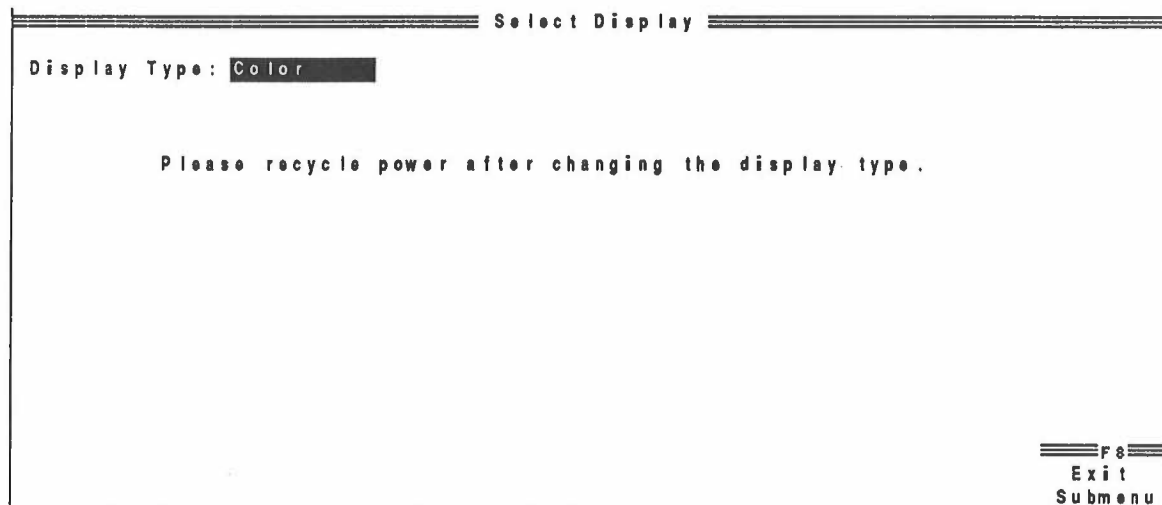 Select Display
Display Type: Color
Please recycle power after changing the display type.
F8
Exit
Submenu